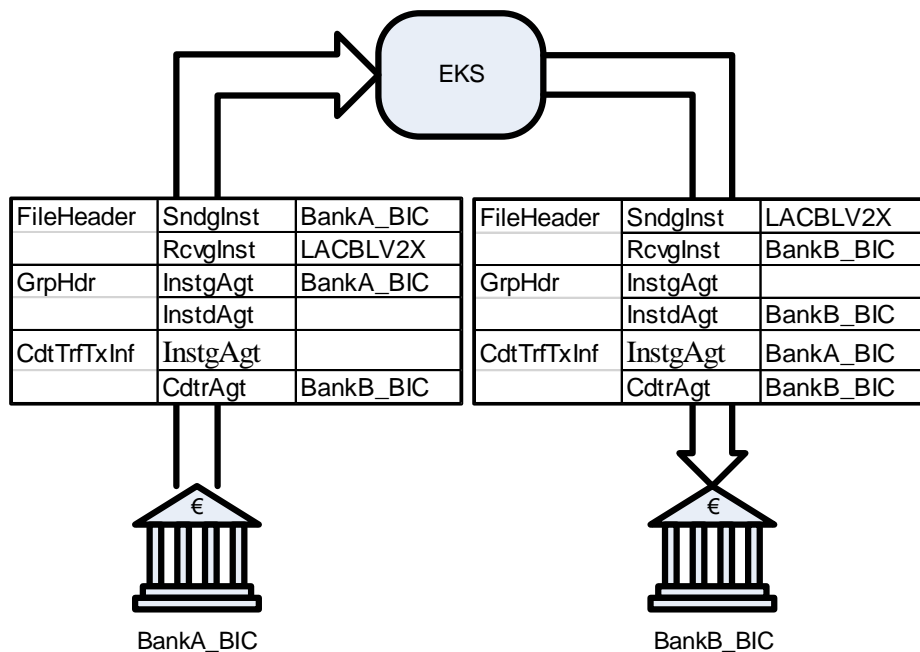 EKS
FileHeader SndgInst BankA_BIC
RcvgInst LACBLV2X
GrpHdr InstgAgt BankA_BIC
InstdAgt
CdtTrfTxInf InstgAgt
CdtrAgt BankB_BIC
FileHeader SndgInst LACBLV2X
RcvgInst BankB_BIC
GrpHdr InstgAgt
InstdAgt BankB_BIC
CdtTrfTxInf InstgAgt BankA_BIC
CdtrAgt BankB_BIC
€
BankA_BIC
€
BankB_BIC